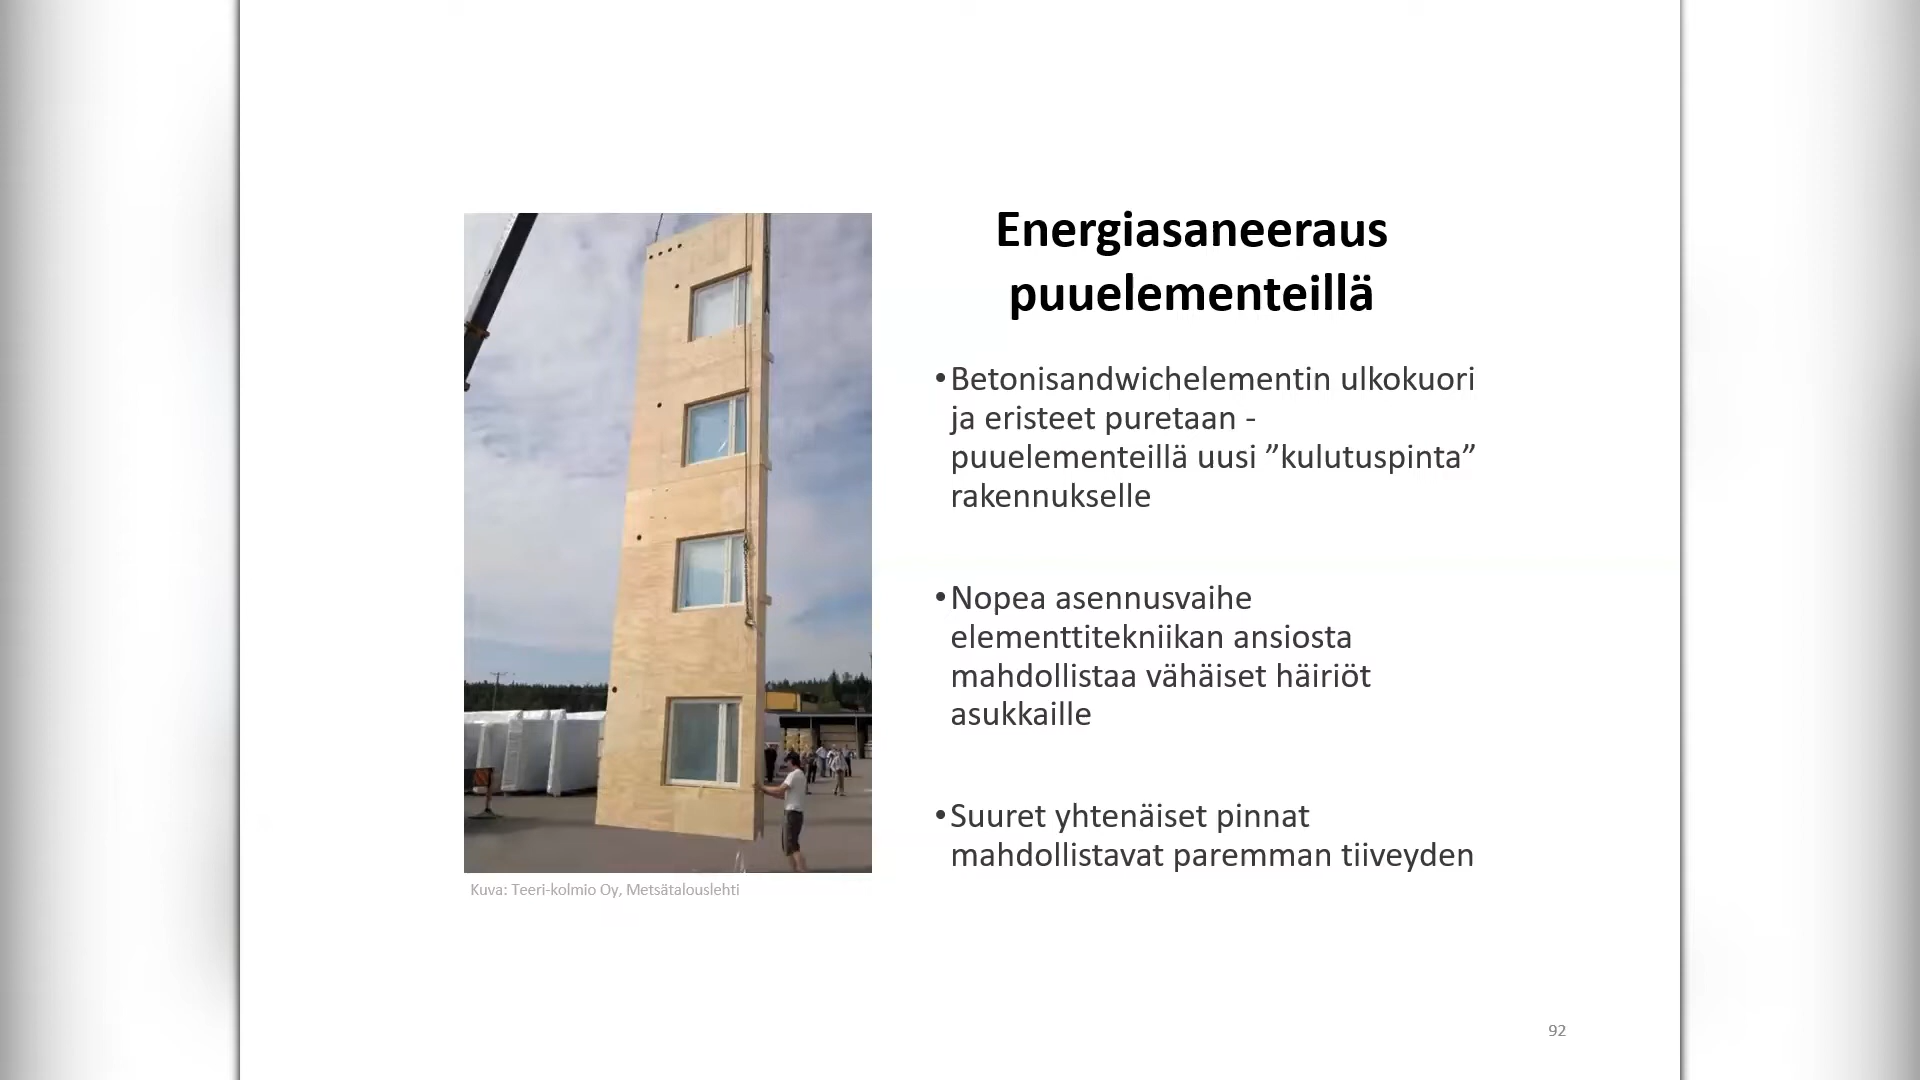 Energiasaneeraus
puuelementeillä
•Betonisandwichelementin ulkokuori
ja eristeet puretaan -
puuelementeillä uusi ”kulutuspinta”
rakennukselle
•Nopea asennusvaihe
elementtitekniikan ansiosta
mahdollistaa vähäiset häiriöt
asukkaille
•Suuret yhtenäiset pinnat
mahdollistavat paremman tiiveyden
Kuva: Teeri-kolmio Oy, Metsätalouslehti
92